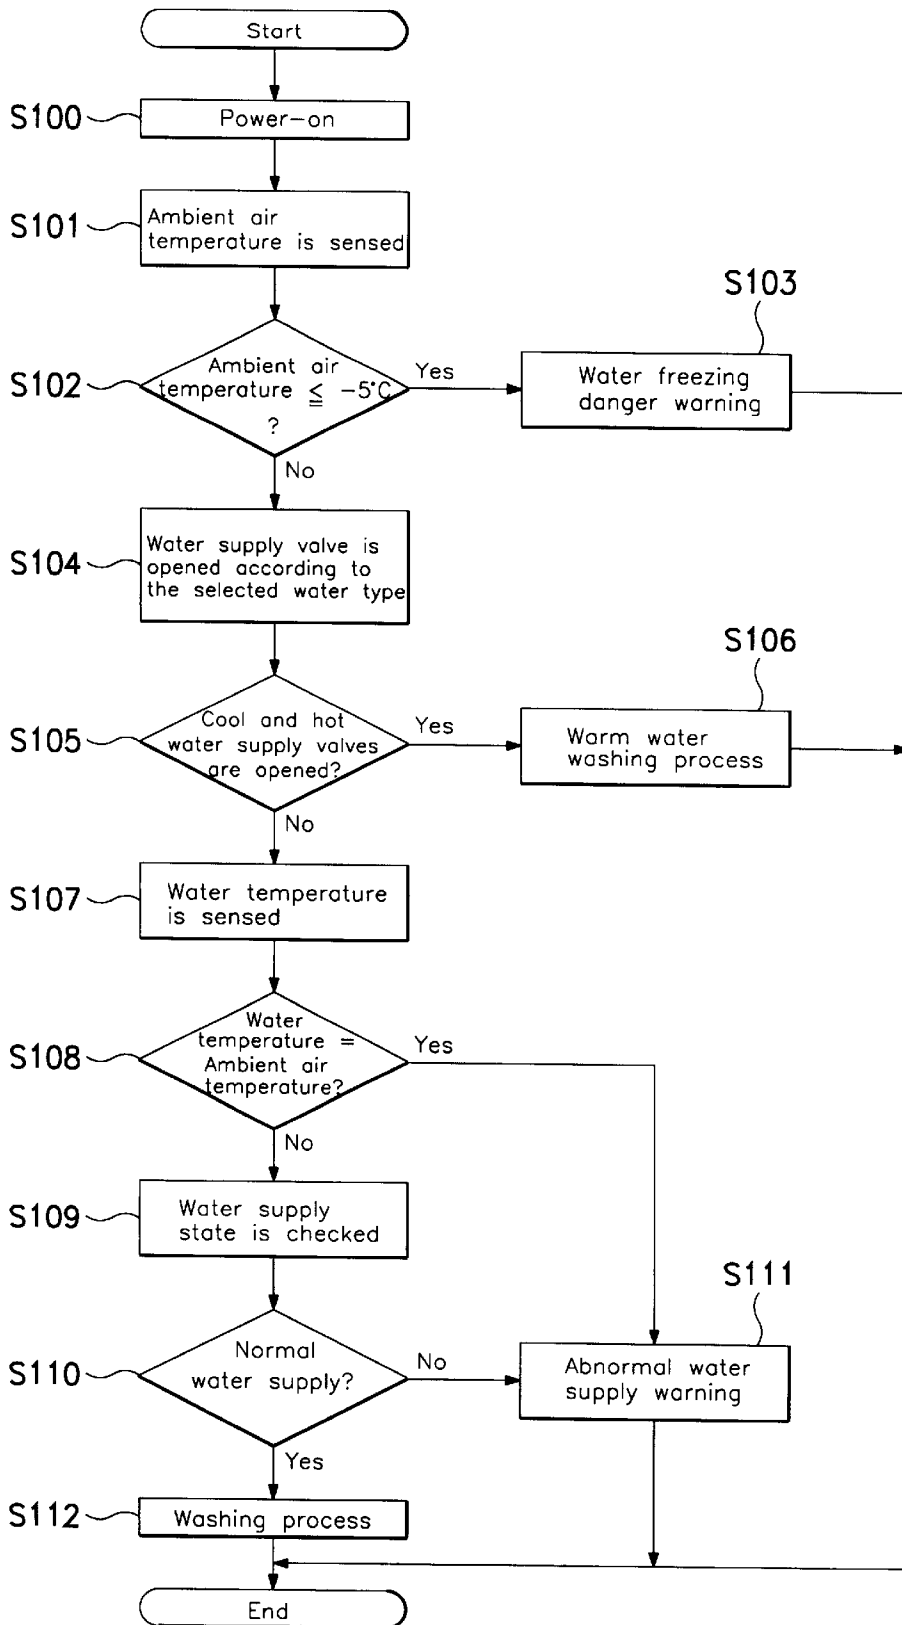 Start
S100
Power-on
S101
Ambient air
temperature is sensed
S103
S102
Ambient air
temperature ≦ -5°C
?
Yes
Water freezing
danger warning
No
S104
Water supply valve is
opened according to
the selected water type
S106
S105
Cool and hot
water supply valves
are opened?
Yes
Warm water
washing process
No
S107
Water temperature
is sensed
S108
Water
temperature =
Ambient air
temperature?
Yes
No
S109
Water supply
state is checked
S111
S110
Normal
water supply?
No
Abnormal water
supply warning
Yes
S112
Washing process
End